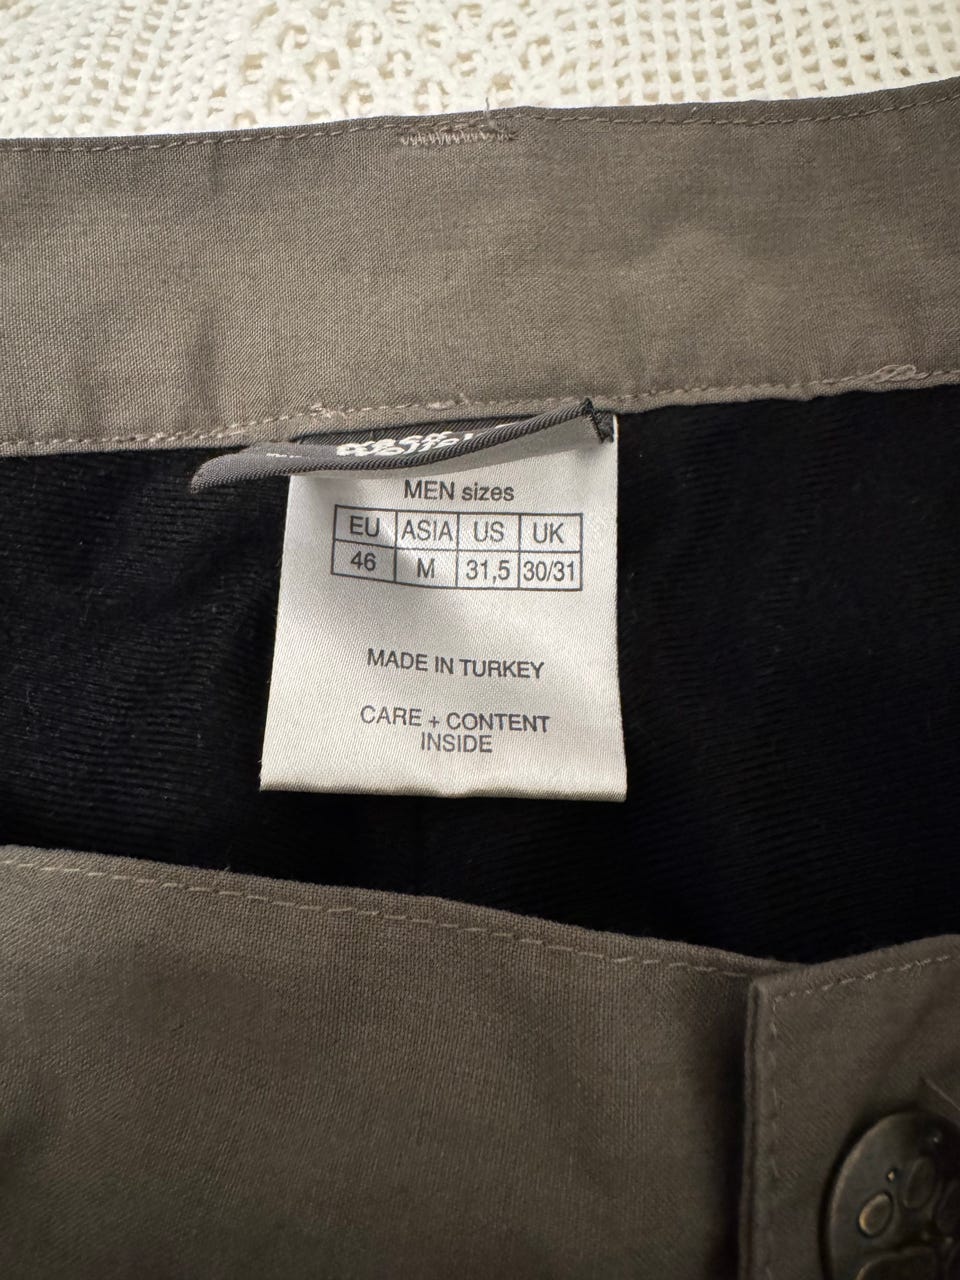 MEN sizes
EU ASIA US UK
46 M 31,5 30/31
MADE IN TURKEY
CARE + CONTENT
INSIDE